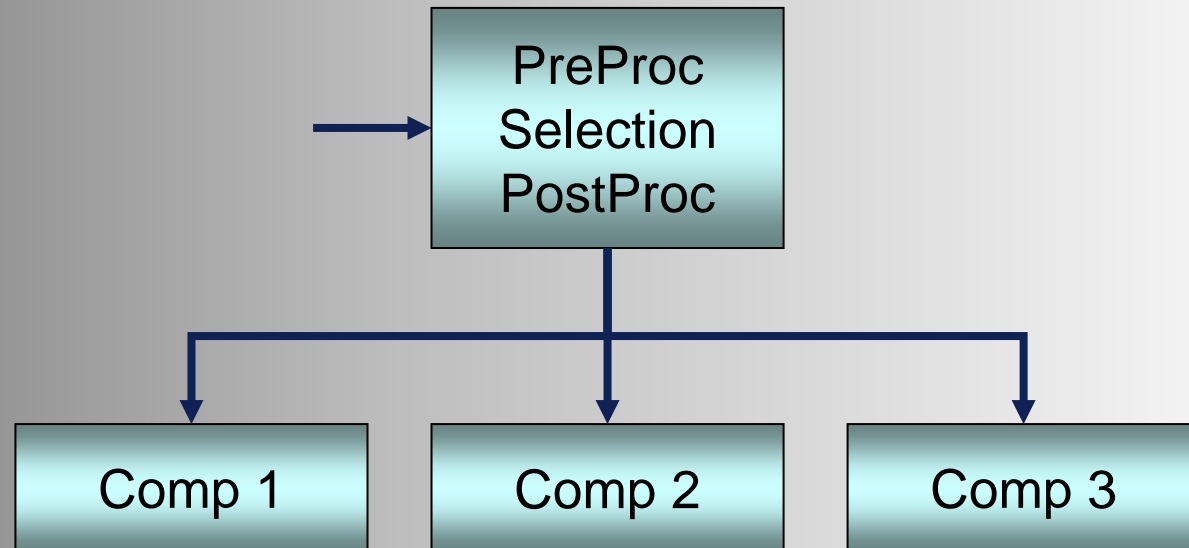 PreProc
Selection
PostProc
Comp 1
Comp 2
Comp 3